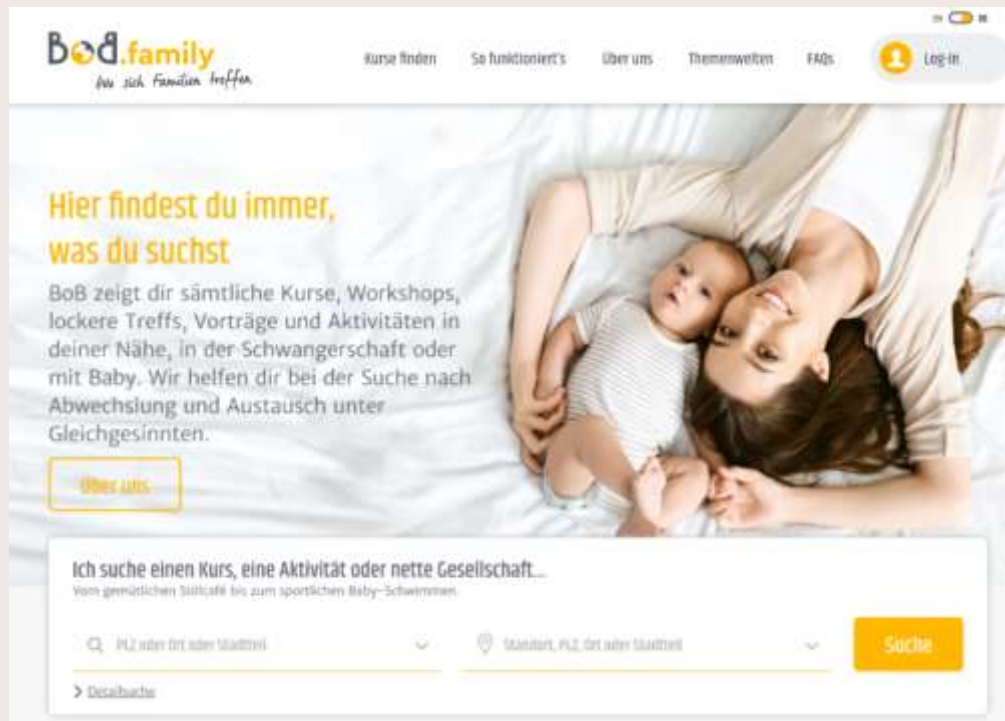 EN DE
BoB.family
Wo sich Familien treffen
Kurse finden So funktioniert's Über uns Themenwelten FAQs Log-in
Hier findest du immer,
was du suchst
BoB zeigt dir sämtliche Kurse, Workshops,
lockere Treffs, Vorträge und Aktivitäten in
deiner Nähe, in der Schwangerschaft oder
mit Baby. Wir helfen dir bei der Suche nach
Abwechslung und Austausch unter
Gleichgesinnten.
Über uns
Ich suche einen Kurs, eine Aktivität oder nette Gesellschaft...
Vom gemütlichen Stillcafé bis zum sportlichen Baby-Schwimmen.
PLZ oder Ort oder Stadtteil Standort, PLZ, Ort oder Stadtteil Suche
Detailsuche